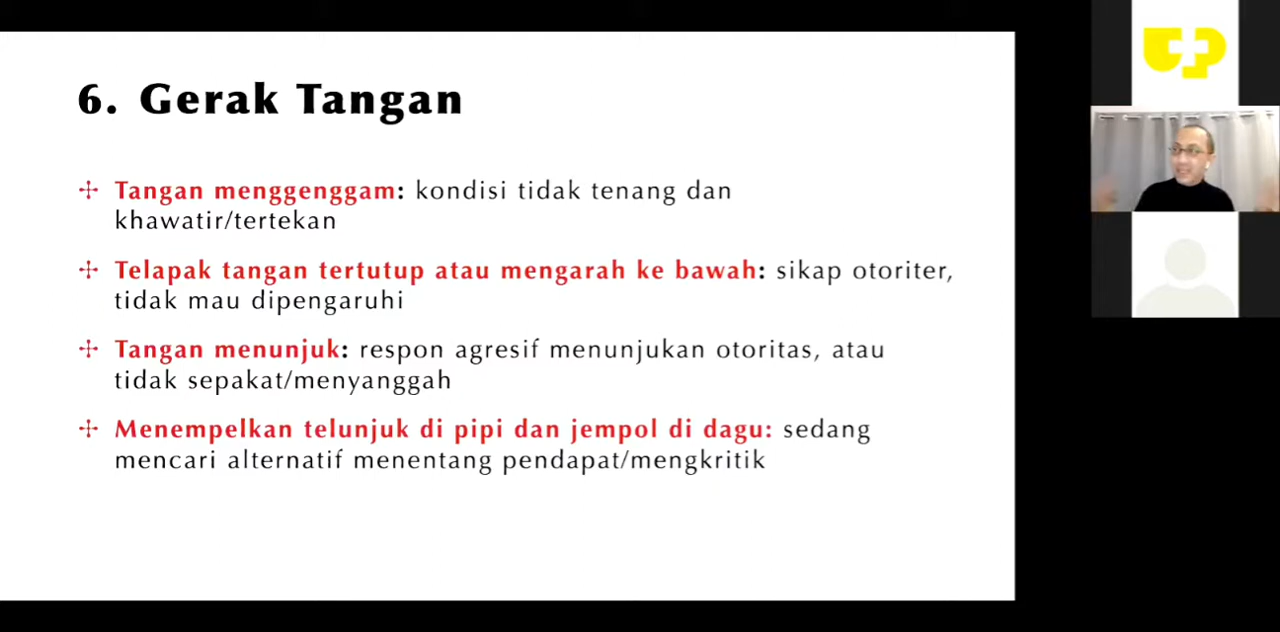 6. Gerak Tangan
Tangan menggenggam: kondisi tidak tenang dan
khawatir/tertekan
Telapak tangan tertutup atau mengarah ke bawah: sikap otoriter,
tidak mau dipengaruhi
Tangan menunjuk: respon agresif menunjukan otoritas, atau
tidak sepakat/menyanggah
Menempelkan telunjuk di pipi dan jempol di dagu: sedang
mencari alternatif menentang pendapat/mengkritik